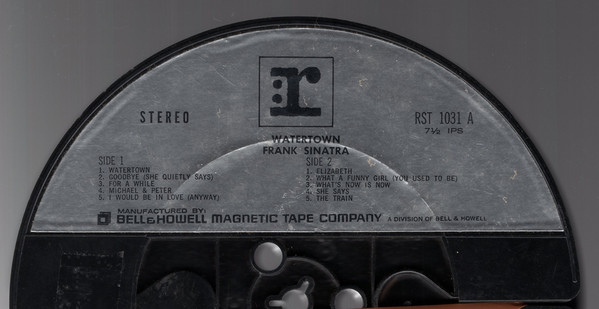 :r
STEREO
RST 1031 A
7½ IPS
WATERTOWN
FRANK SINATRA
SIDE 1
1. WATERTOWN
2. GOODBYE (SHE QUIETLY SAYS)
3. FOR A WHILE
4. MICHAEL & PETER
5. I WOULD BE IN LOVE (ANYWAY)
SIDE 2
1. ELIZABETH
2. WHAT A FUNNY GIRL (YOU USED TO BE)
3. WHAT'S NOW IS NOW
4. SHE SAYS
5. THE TRAIN
MANUFACTURED BY:
BELL & HOWELL MAGNETIC TAPE COMPANY A DIVISION OF BELL & HOWELL